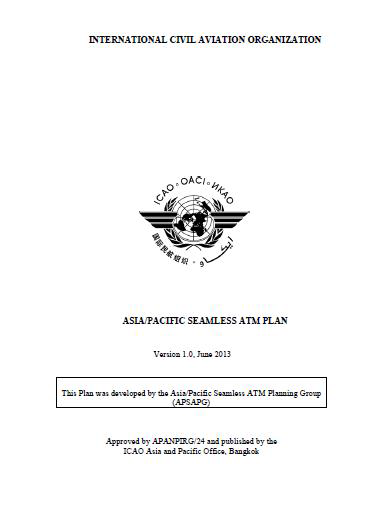 INTERNATIONAL CIVIL AVIATION ORGANIZATION
ICAO · OACI · ИКАО
国际民航组织 · إيكاو
ASIA/PACIFIC SEAMLESS ATM PLAN
Version 1.0, June 2013
This Plan was developed by the Asia/Pacific Seamless ATM Planning Group
(APSAPG)
Approved by APANPIRG/24 and published by the
ICAO Asia and Pacific Office, Bangkok